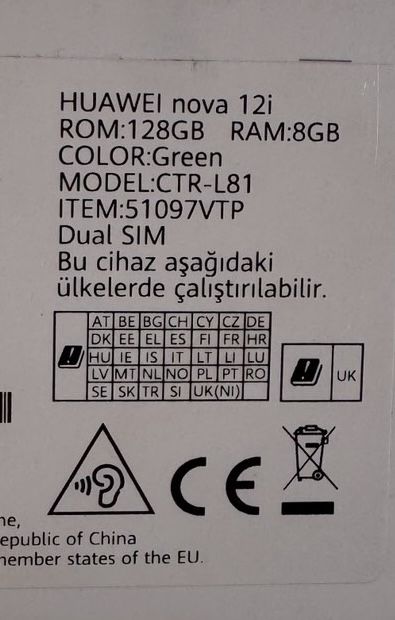 HUAWEI nova 12i
ROM:128GB RAM:8GB
COLOR:Green
MODEL:CTR-L81
ITEM:51097VTP
Dual SIM
Bu cihaz aşağıdaki
ülkelerde çalıştırılabilir.
AT BE BG CH CY CZ DE
DK EE EL ES FI FR HR
HU IE IS IT LT LI LU
LV MT NL NO PL PT RO
SE SK TR SI UK(NI)
UK
CE
republic of China
member states of the EU.